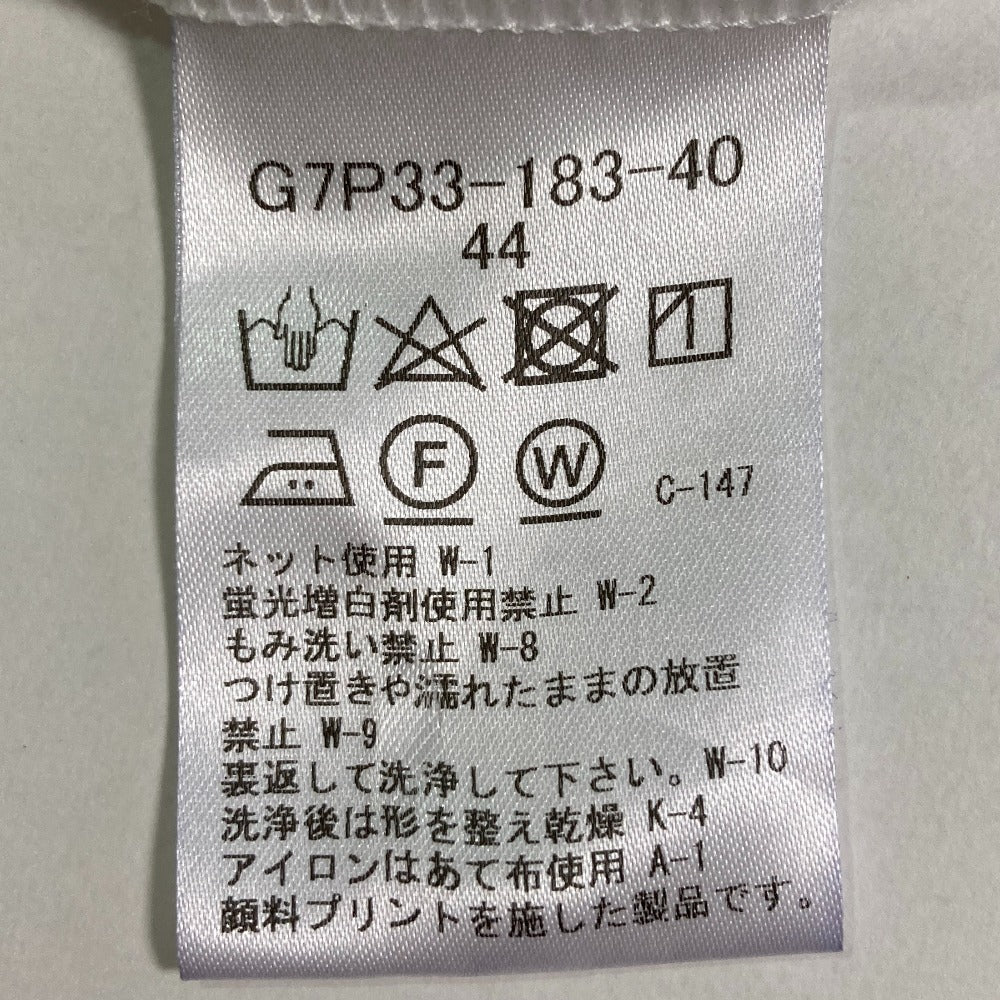 G7P33-183-40
44
F W C-147
ネット使用 W-1
蛍光増白剤使用禁止 W-2
もみ洗い禁止 W-8
つけ置きや濡れたままの放置
禁止 W-9
裏返して洗浄して下さい。W-10
洗浄後は形を整え乾燥 K-4
アイロンはあて布使用 A-1
顔料プリントを施した製品です。